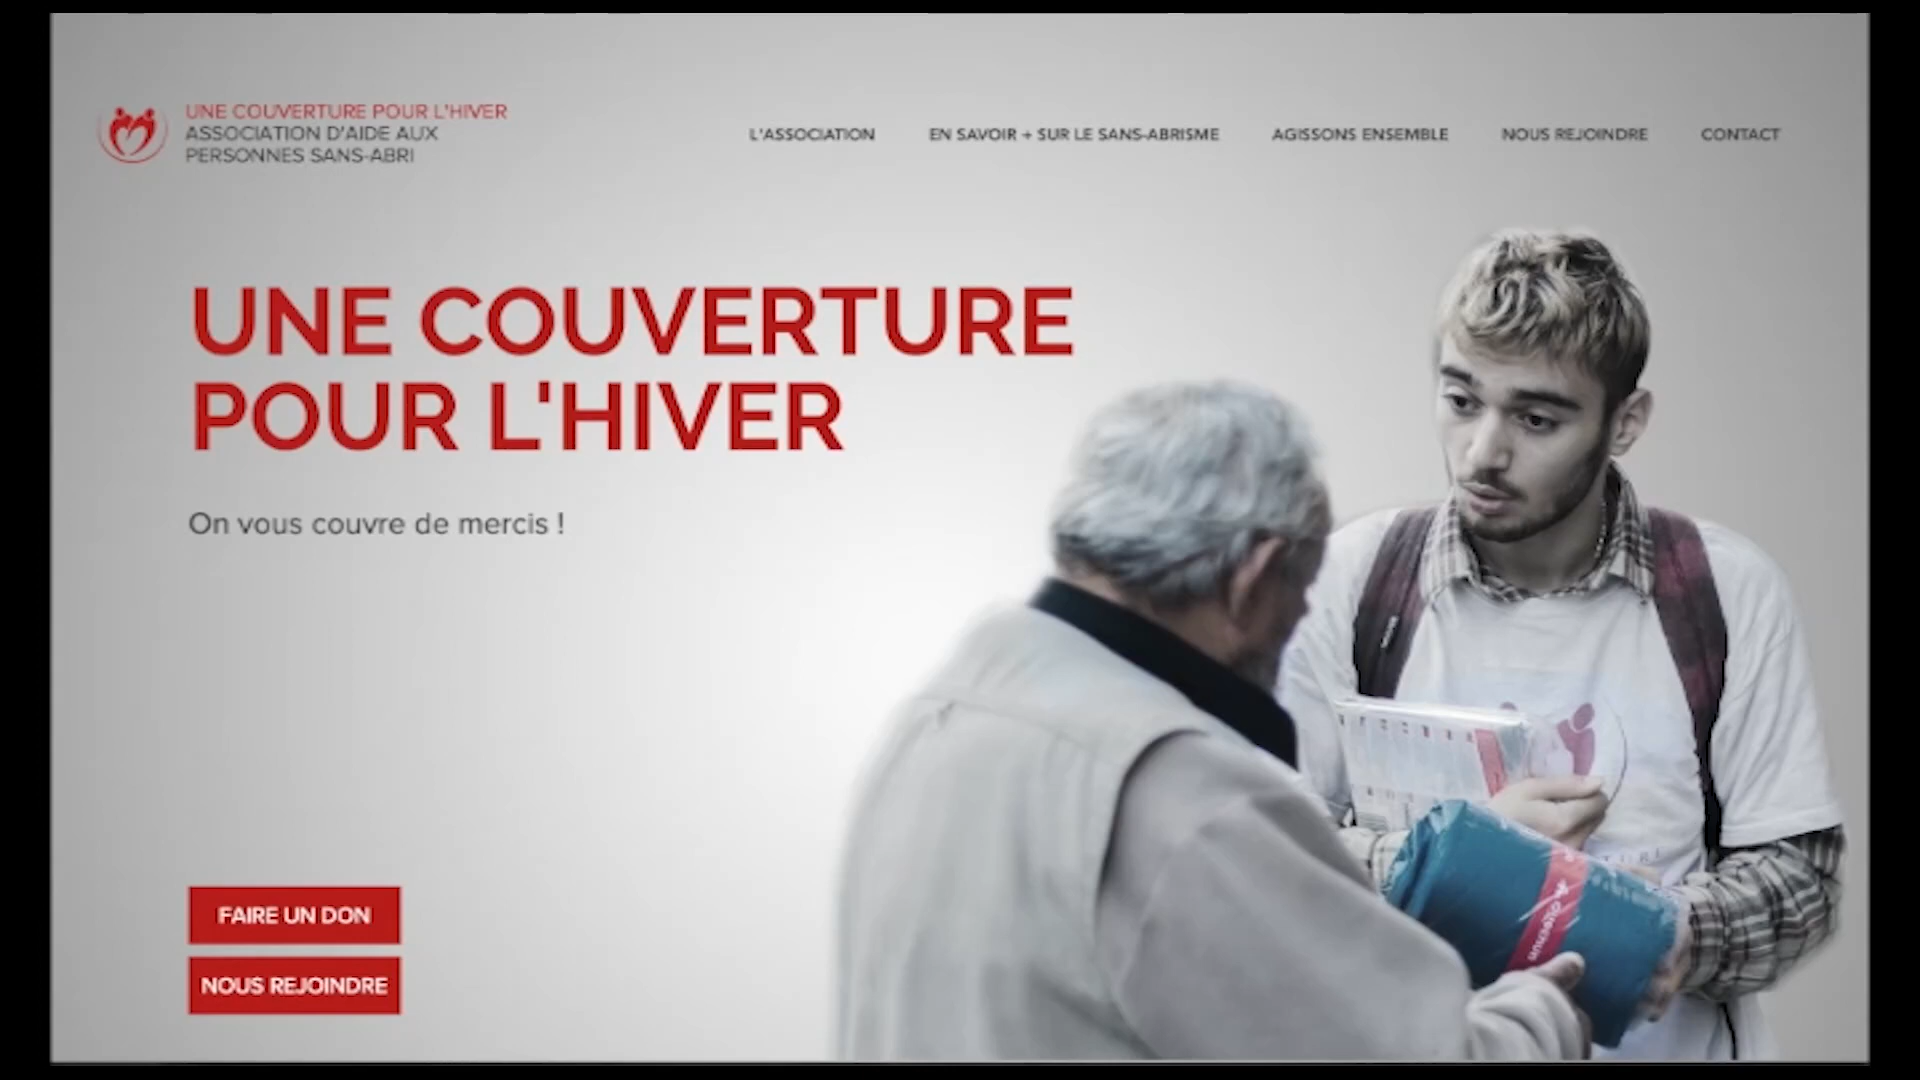 UNE COUVERTURE POUR L'HIVER
ASSOCIATION D'AIDE AUX
PERSONNES SANS-ABRI
L'ASSOCIATION
EN SAVOIR + SUR LE SANS-ABRISME
AGISSONS ENSEMBLE
NOUS REJOINDRE
CONTACT
UNE COUVERTURE
POUR L'HIVER
On vous couvre de mercis !
FAIRE UN DON
NOUS REJOINDRE